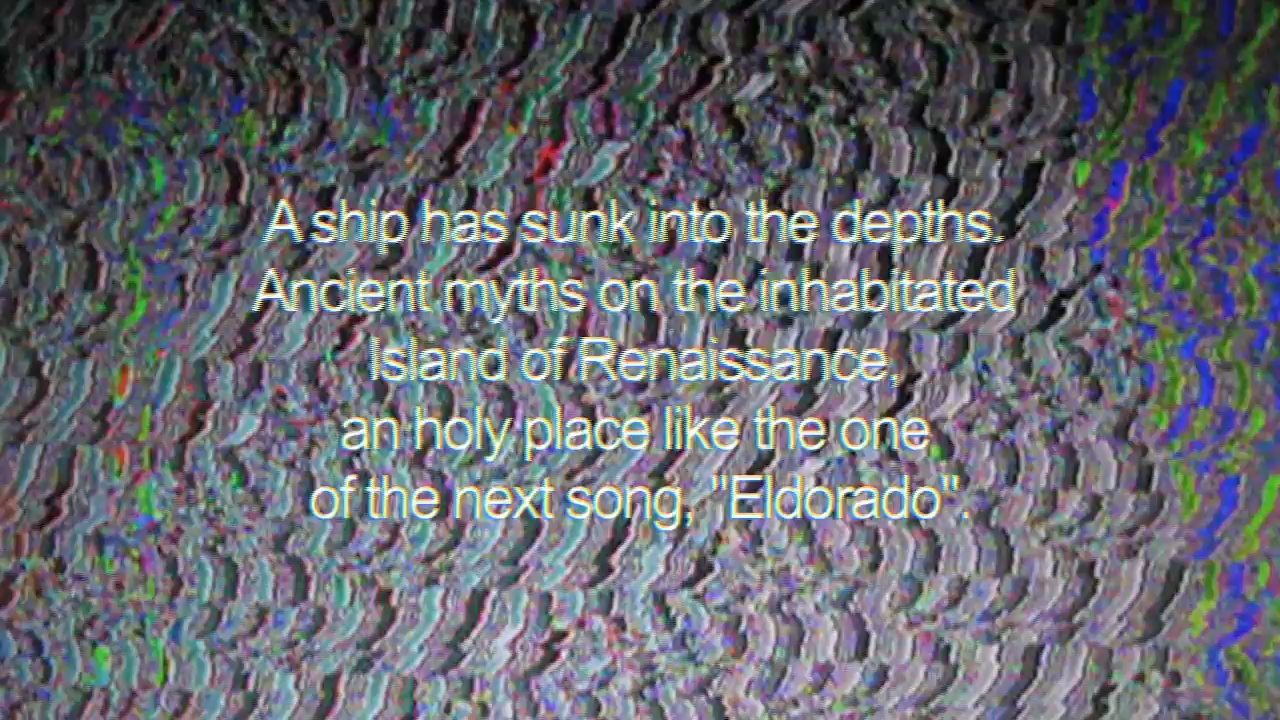 A ship has sunk into the depths.
Ancient myths on the inhabitated
Island of Renaissance,
an holy place like the one
of the next song, "Eldorado".